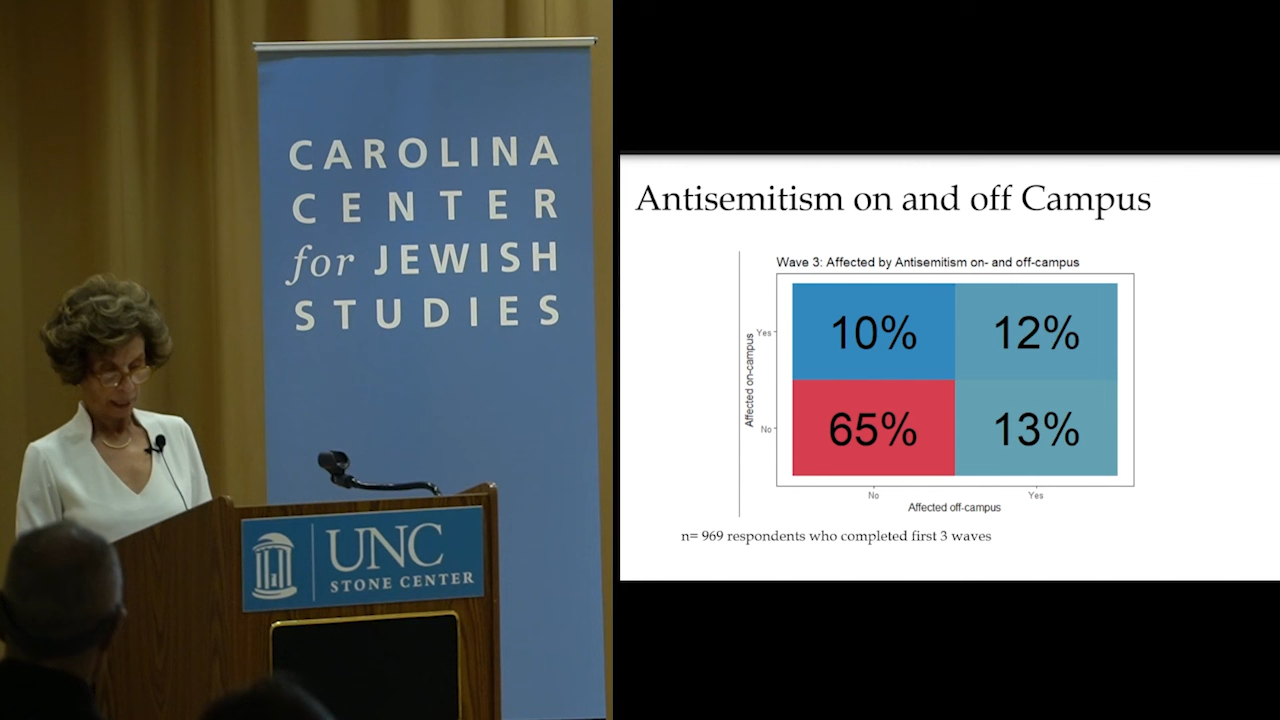 CAROLINA
CENTER
for JEWISH
STUDIES
UNC
STONE CENTER
Antisemitism on and off Campus
Wave 3: Affected by Antisemitism on- and off-campus
Affected on-campus
Yes
10%
12%
No
65%
13%
No
Yes
Affected off-campus
n= 969 respondents who completed first 3 waves